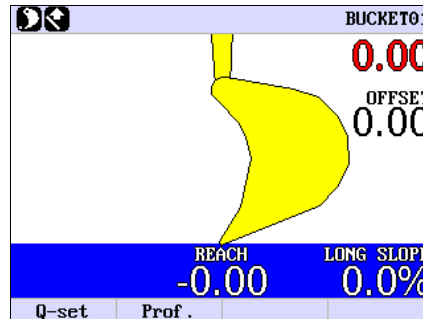 BUCKET01
0.00
OFFSET
0.00
REACH LONG SLOPE
-0.00 0.0%
Q-set Prof.